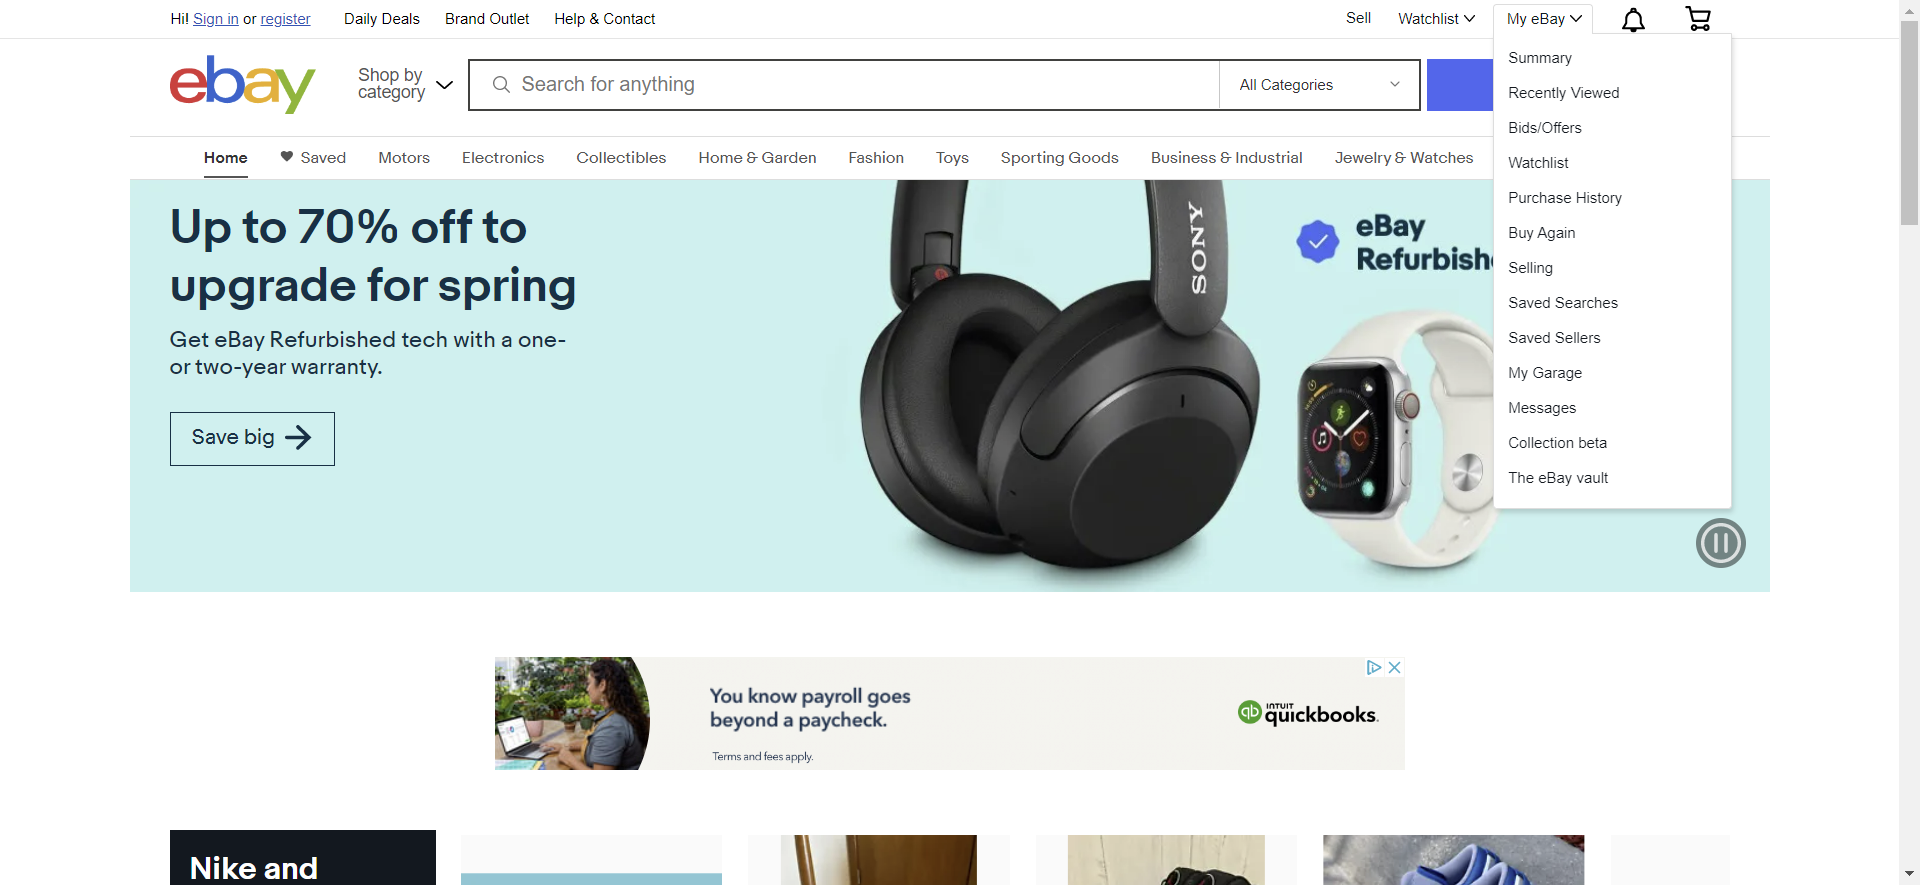 Hi! Sign in or register
Daily Deals
Brand Outlet
Help & Contact
Sell
Watchlist
My eBay
Summary
Recently Viewed
Bids/Offers
Watchlist
Purchase History
Buy Again
Selling
Saved Searches
Saved Sellers
My Garage
Messages
Collection beta
The eBay vault
ebay
Shop by
category
Search for anything
All Categories
Home
Saved
Motors
Electronics
Collectibles
Home & Garden
Fashion
Toys
Sporting Goods
Business & Industrial
Jewelry & Watches
Up to 70% off to
upgrade for spring
Get eBay Refurbished tech with a one-
or two-year warranty.
Save big
SONY
eBay
Refurbish
You know payroll goes
beyond a paycheck.
Terms and fees apply.
qb INTUIT
quickbooks.
Nike and